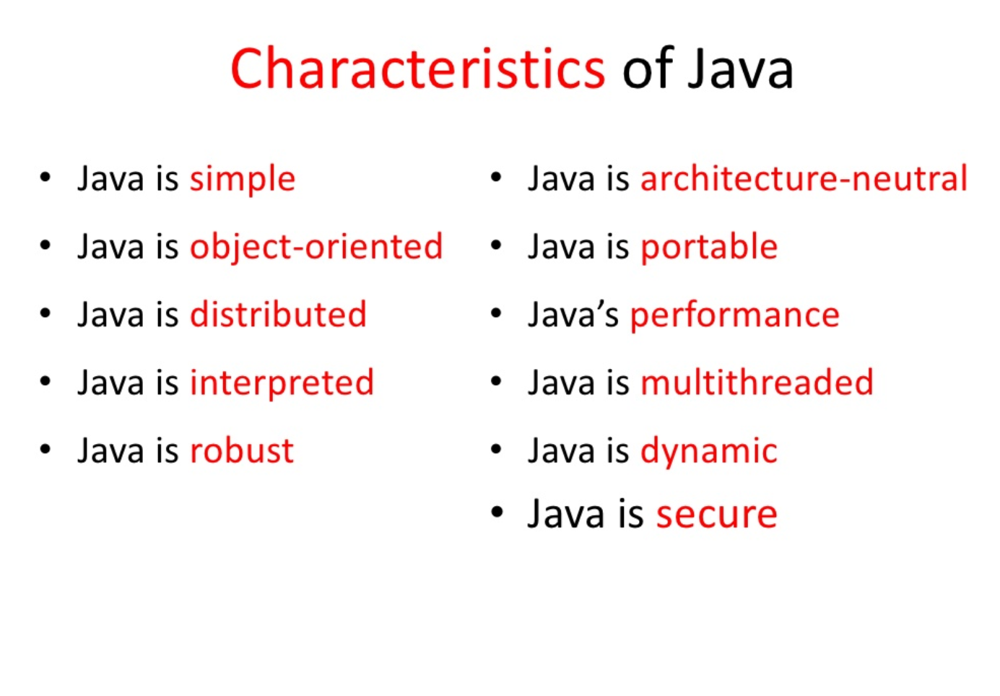 Characteristics of Java
• Java is simple
• Java is object-oriented
• Java is distributed
• Java is interpreted
• Java is robust
• Java is architecture-neutral
• Java is portable
• Java’s performance
• Java is multithreaded
• Java is dynamic
• Java is secure